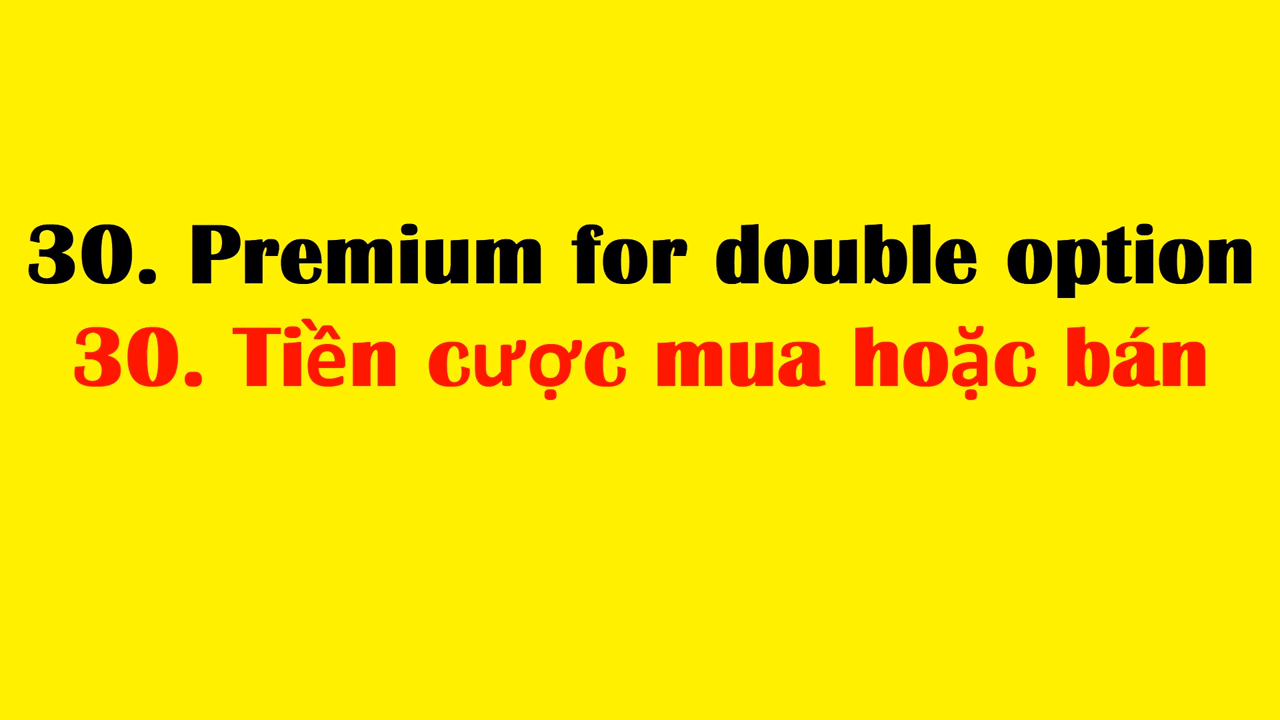 30. Premium for double option
30. Tiền cược mua hoặc bán